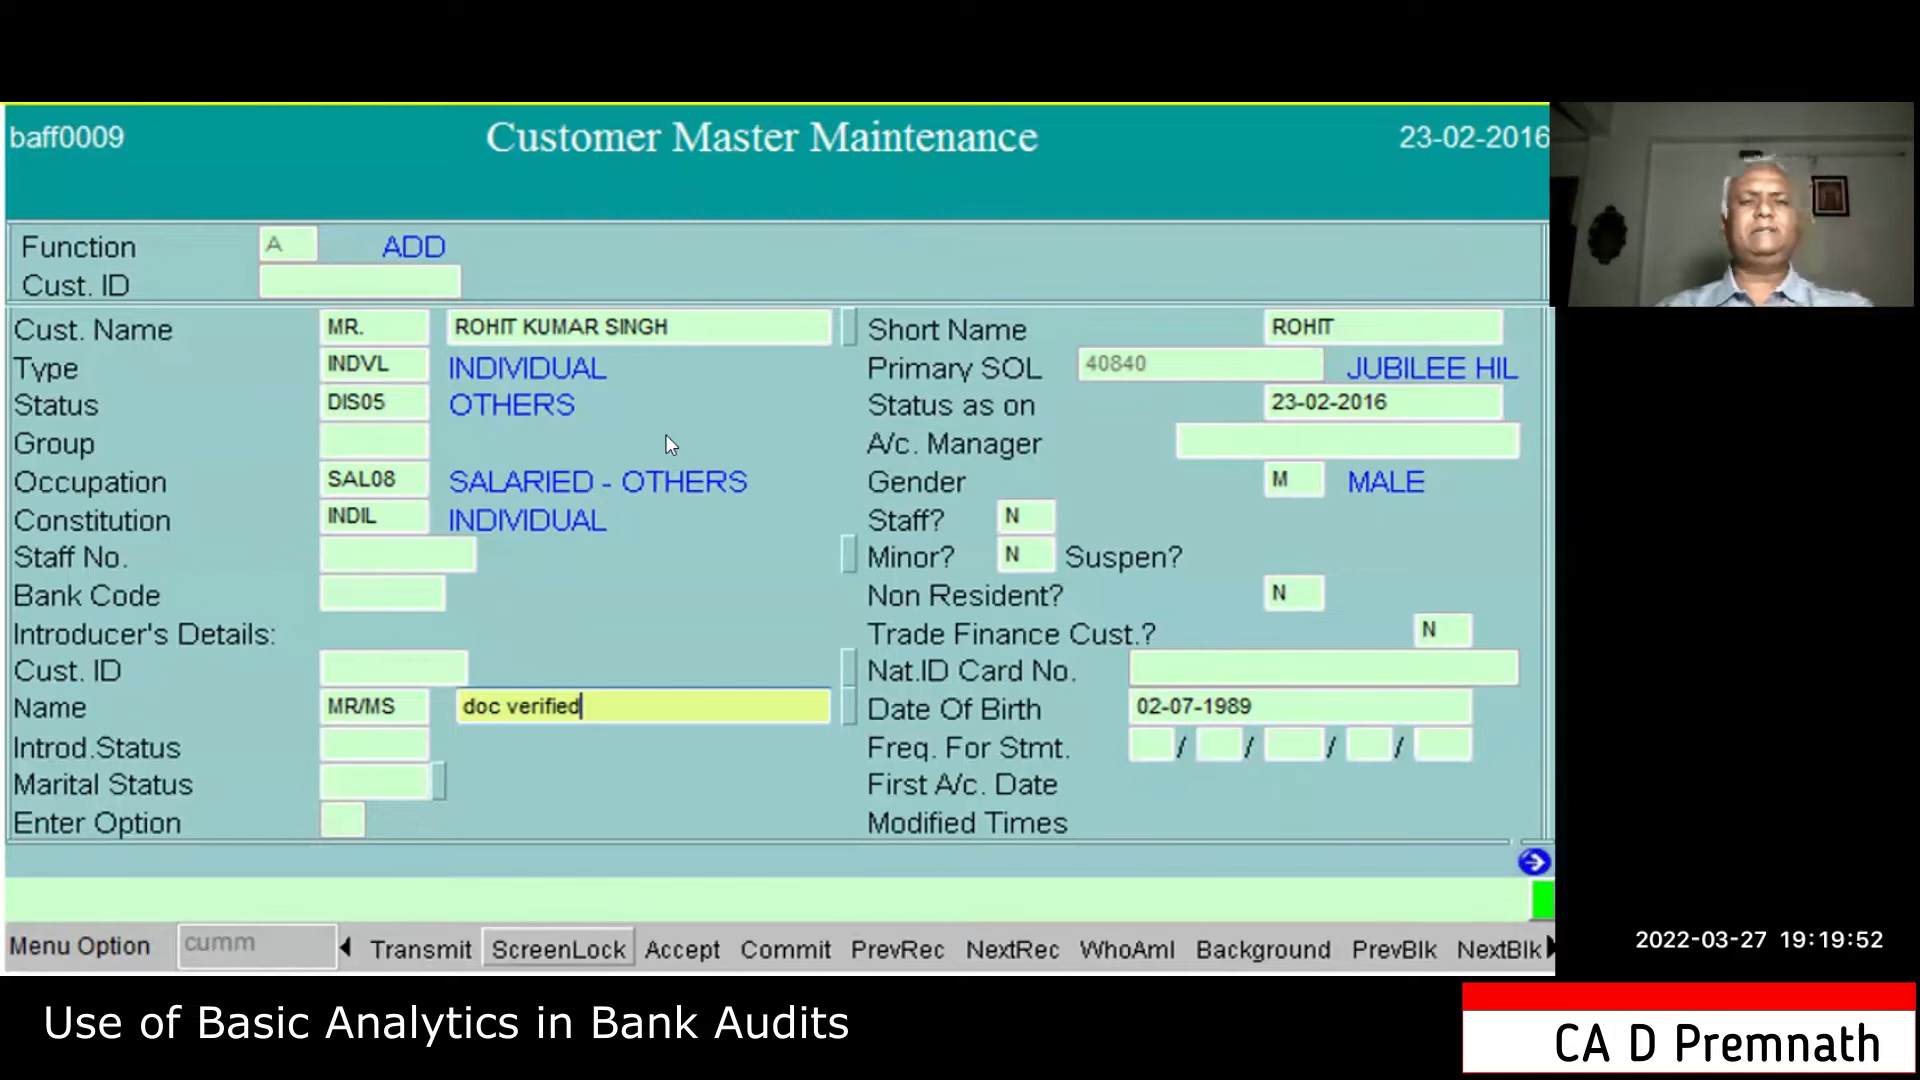 baff0009 Customer Master Maintenance 23-02-2016
Function A ADD
Cust. ID
Cust. Name MR. ROHIT KUMAR SINGH Short Name ROHIT
Type INDVL INDIVIDUAL Primary SOL 40840 JUBILEE HIL
Status DIS05 OTHERS Status as on 23-02-2016
Group A/c. Manager
Occupation SAL08 SALARIED - OTHERS Gender M MALE
Constitution INDIL INDIVIDUAL Staff? N
Staff No. Minor? N Suspen?
Bank Code Non Resident? N
Introducer's Details: Trade Finance Cust.? N
Cust. ID Nat.ID Card No.
Name MR/MS doc verified Date Of Birth 02-07-1989
Introd.Status Freq. For Stmt. / / / /
Marital Status First A/c. Date
Enter Option Modified Times
Menu Option cumm Transmit ScreenLock Accept Commit PrevRec NextRec WhoAmI Background PrevBlk NextBlk
2022-03-27 19:19:52
Use of Basic Analytics in Bank Audits
CA D Premnath